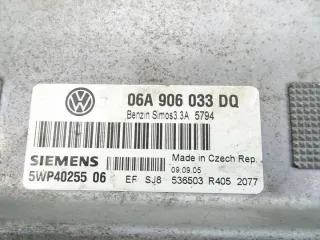 06A 906 033 DQ
Benzin Simos3.3A 5794
SIEMENS
Made in Czech Rep.
5WP40255 06
09.09.05
EF SJ8 536503 R405 2077